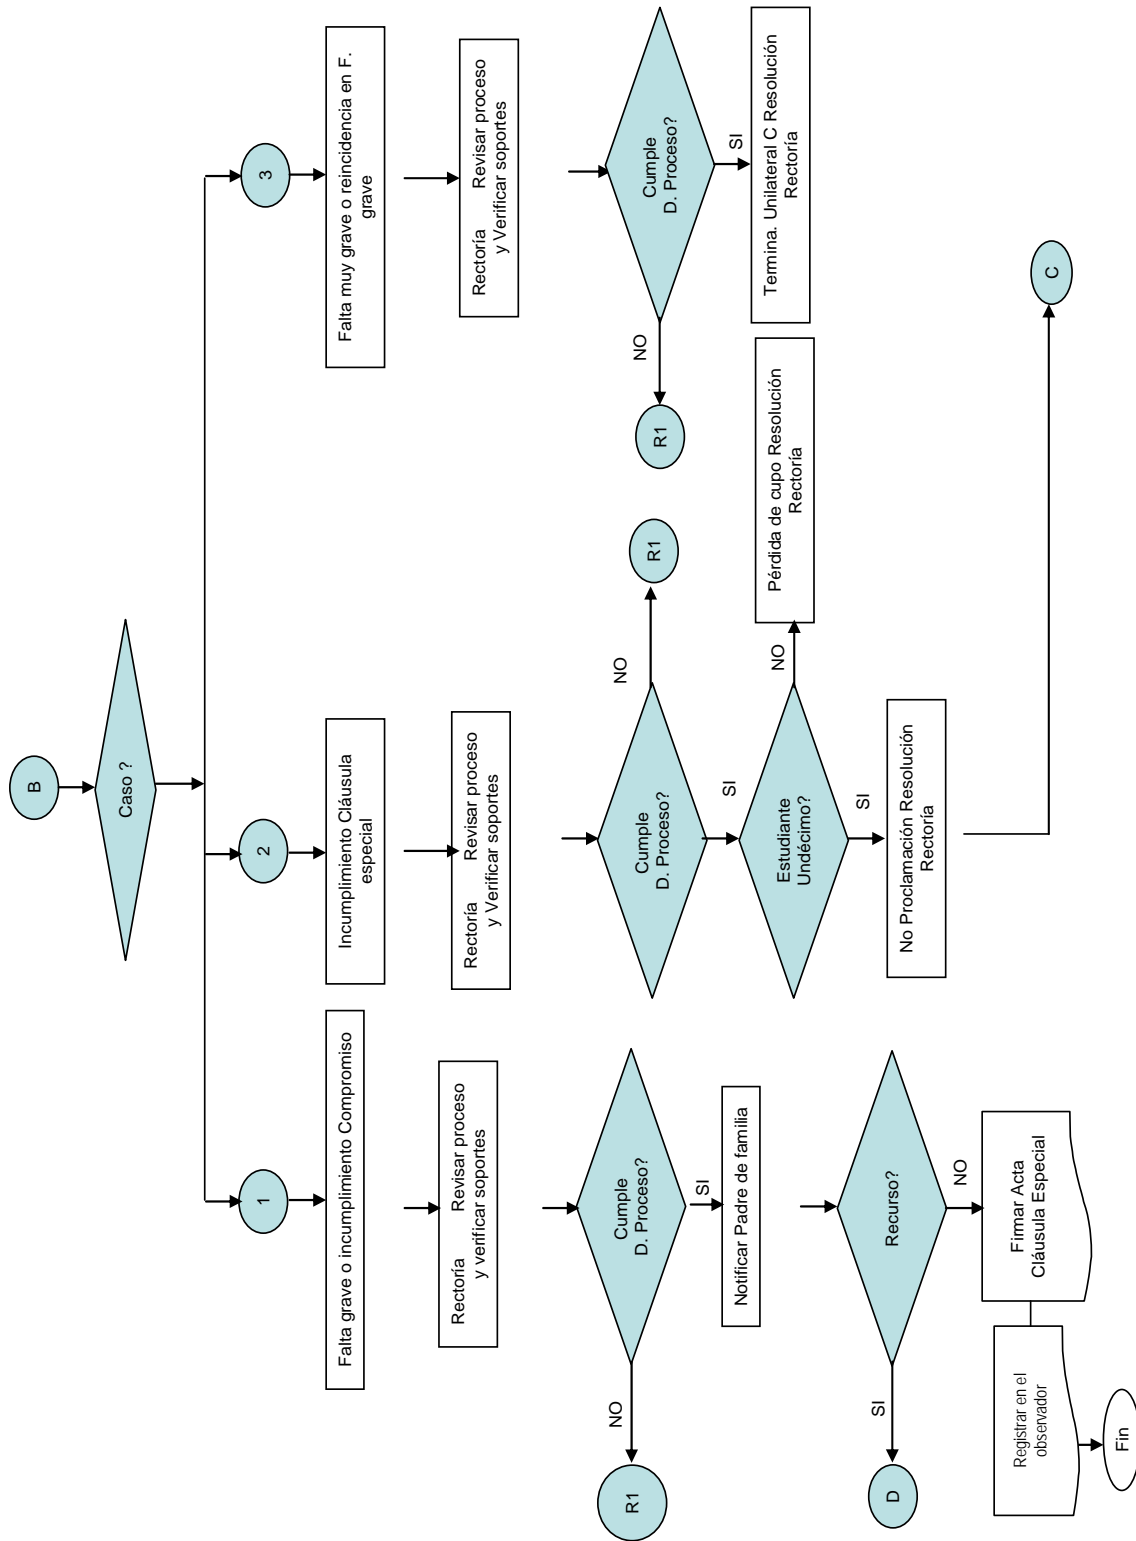 B
Caso ?
1
2
3
Falta grave o incumplimiento Compromiso
Incumplimiento Cláusula
especial
Falta muy grave o reincidencia en F.
grave
Rectoría Revisar proceso
y verificar soportes
Rectoría Revisar proceso
y Verificar soportes
Rectoría Revisar proceso
y Verificar soportes
Cumple
D. Proceso?
NO
R1
SI
Notificar Padre de familia
Cumple
D. Proceso?
NO
R1
SI
Cumple
D. Proceso?
NO
R1
SI
Termina. Unilateral C Resolución
Rectoría
Estudiante
Undécimo?
NO
Pérdida de cupo Resolución
Rectoría
SI
No Proclamación Resolución
Rectoría
C
Recurso?
SI
D
NO
Firmar Acta
Cláusula Especial
Registrar en el
observador
Fin